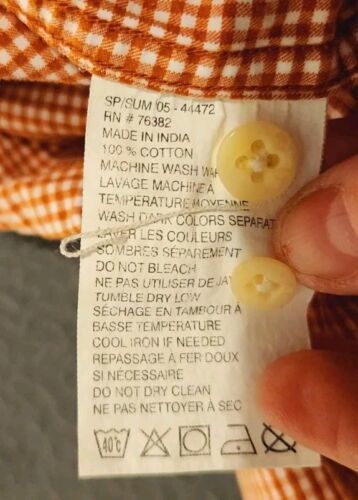 SP/SUM 05 - 44472
RN # 76382
MADE IN INDIA
100 % COTTON
MACHINE WASH
LAVAGE MACHINE A
TEMPERATURE MOYENNE
WASH DARK COLORS
LAVER LES COULEURS
SOMBRES SÉPAREMENT
DO NOT BLEACH
NE PAS UTILISER DE
TUMBLE DRY LOW
SÉCHAGE EN TAMBOUR À
BASSE TEMPÉRATURE
COOL IRON IF NEEDED
REPASSAGE À FER DOUX
SI NÉCESSAIRE
DO NOT DRY CLEAN
NE PAS NETTOYER À SEC
40°C